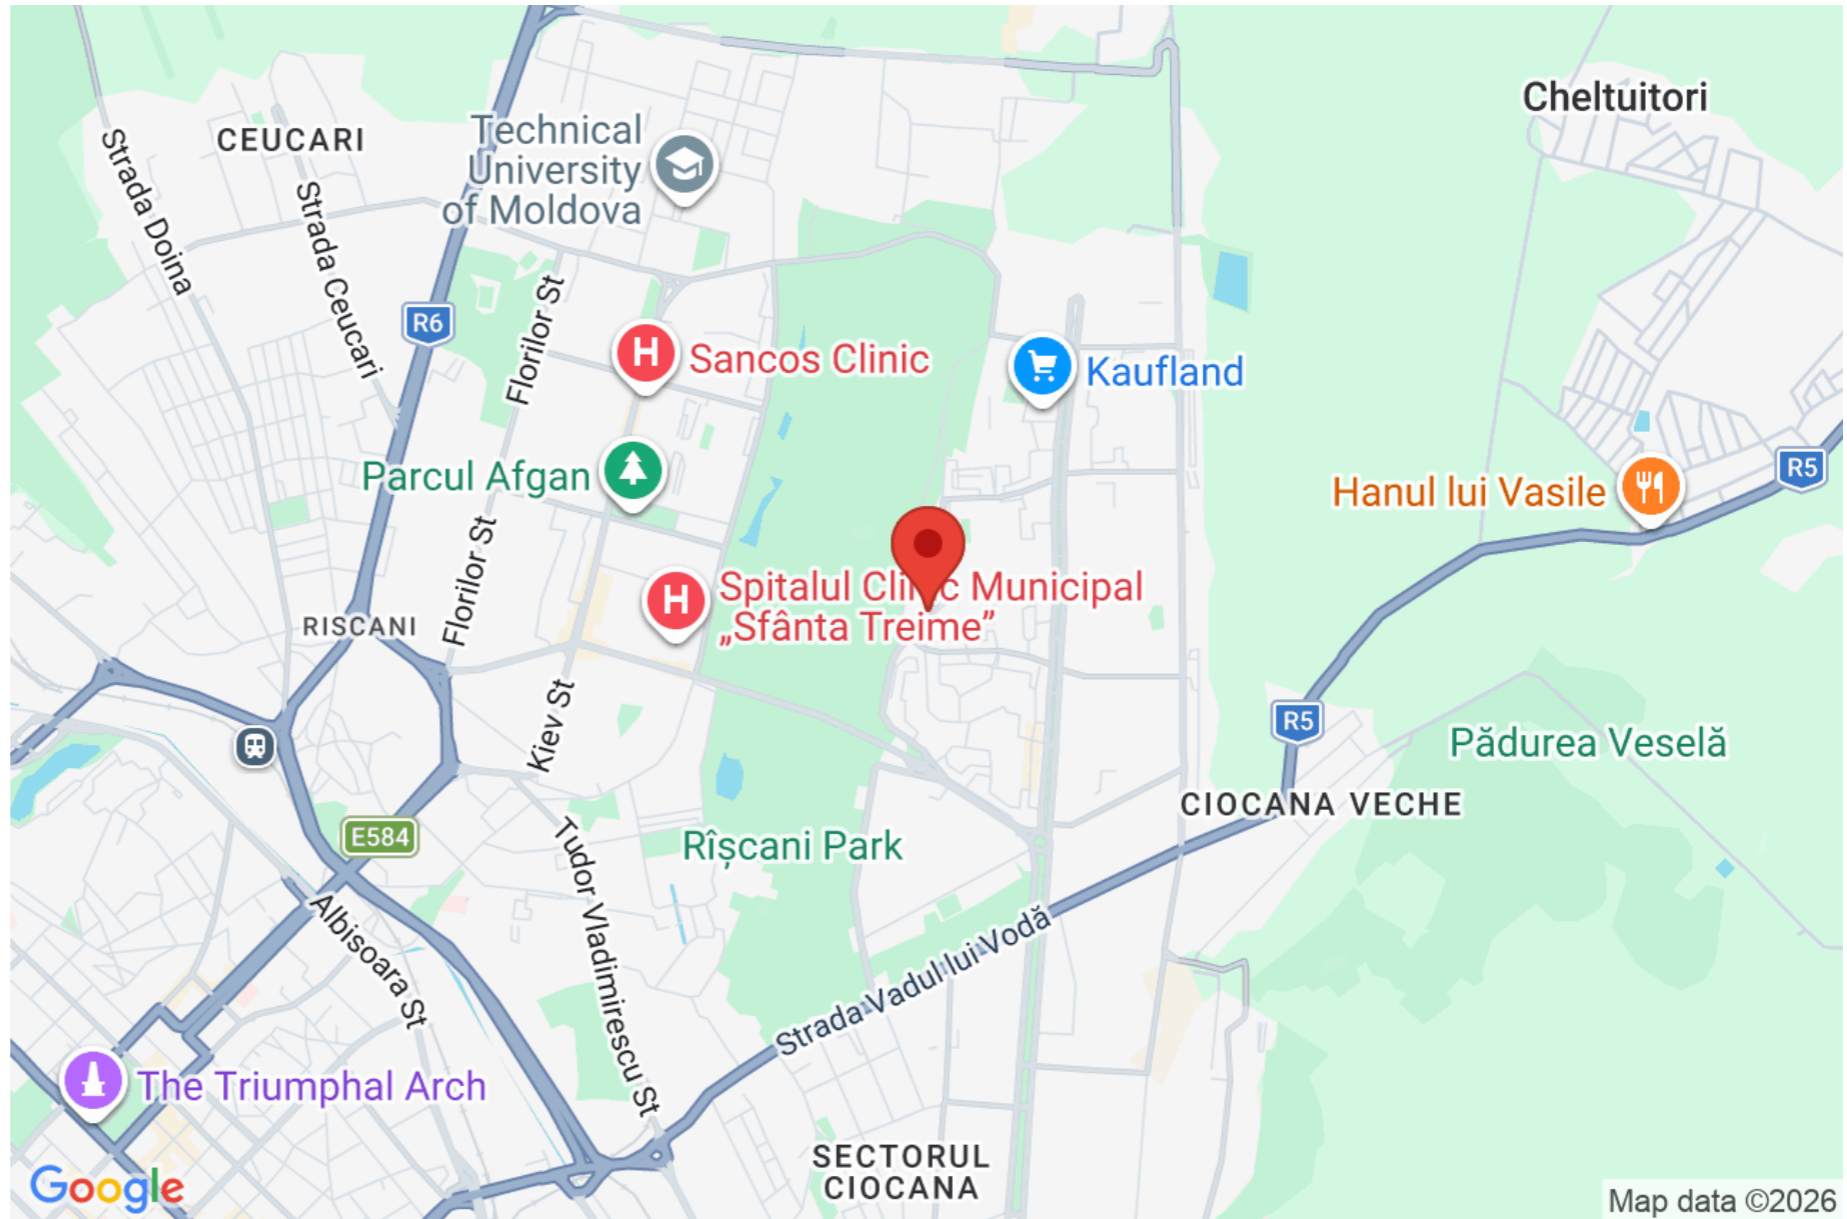 Cheltuitori
CEUCARI
Technical
University
of Moldova
Strada Doina
Strada Ceucari
Florilor St
R6
Sancos Clinic
Kaufland
Parcul Afgan
Hanul lui Vasile
R5
Florilor St
Spitalul Clinic Municipal
„Sfânta Treime”
RISCANI
Kiev St
R5
Pădurea Veselă
CIOCANA VECHE
E584
Rîșcani Park
Tudor Vladimirescu St
Albisoara St
Strada Vadul lui Vodă
The Triumphal Arch
SECTORUL
CIOCANA
Google
Map data ©2026